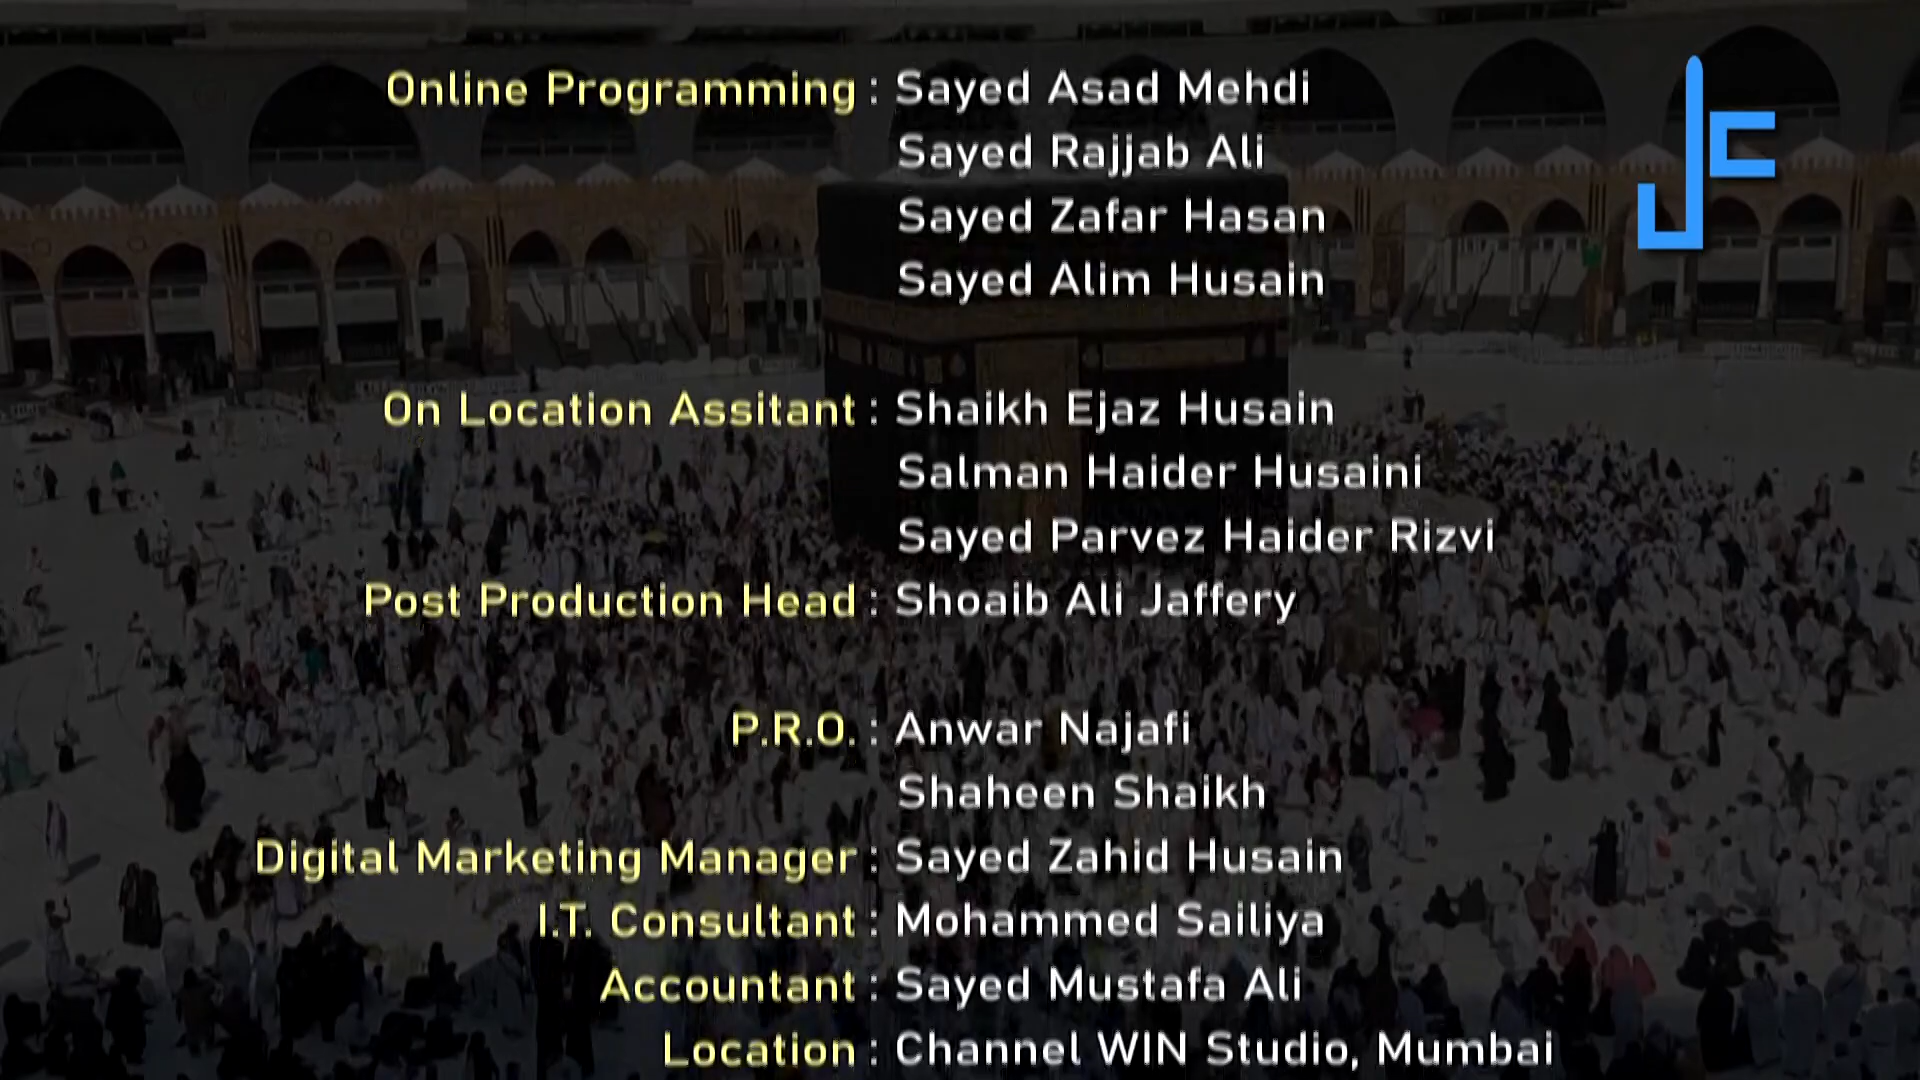 Online Programming : Sayed Asad Mehdi
Sayed Rajjab Ali
Sayed Zafar Hasan
Sayed Alim Husain
On Location Assitant : Shaikh Ejaz Husain
Salman Haider Husaini
Sayed Parvez Haider Rizvi
Post Production Head : Shoaib Ali Jaffery
P.R.O. : Anwar Najafi
Shaheen Shaikh
Digital Marketing Manager : Sayed Zahid Husain
I.T. Consultant : Mohammed Sailiya
Accountant : Sayed Mustafa Ali
Location : Channel WIN Studio, Mumbai